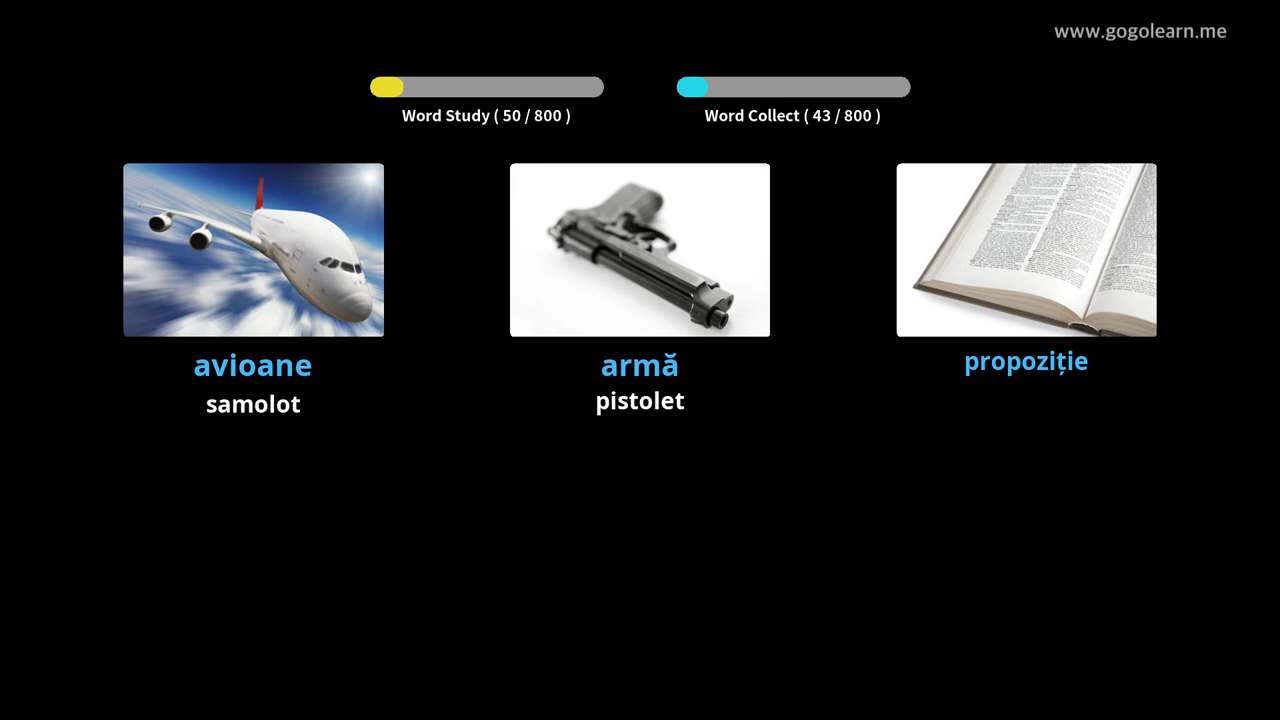 www.gogolearn.me
Word Study ( 50 / 800 )
Word Collect ( 43 / 800 )
avioane
samolot
armă
pistolet
propoziție